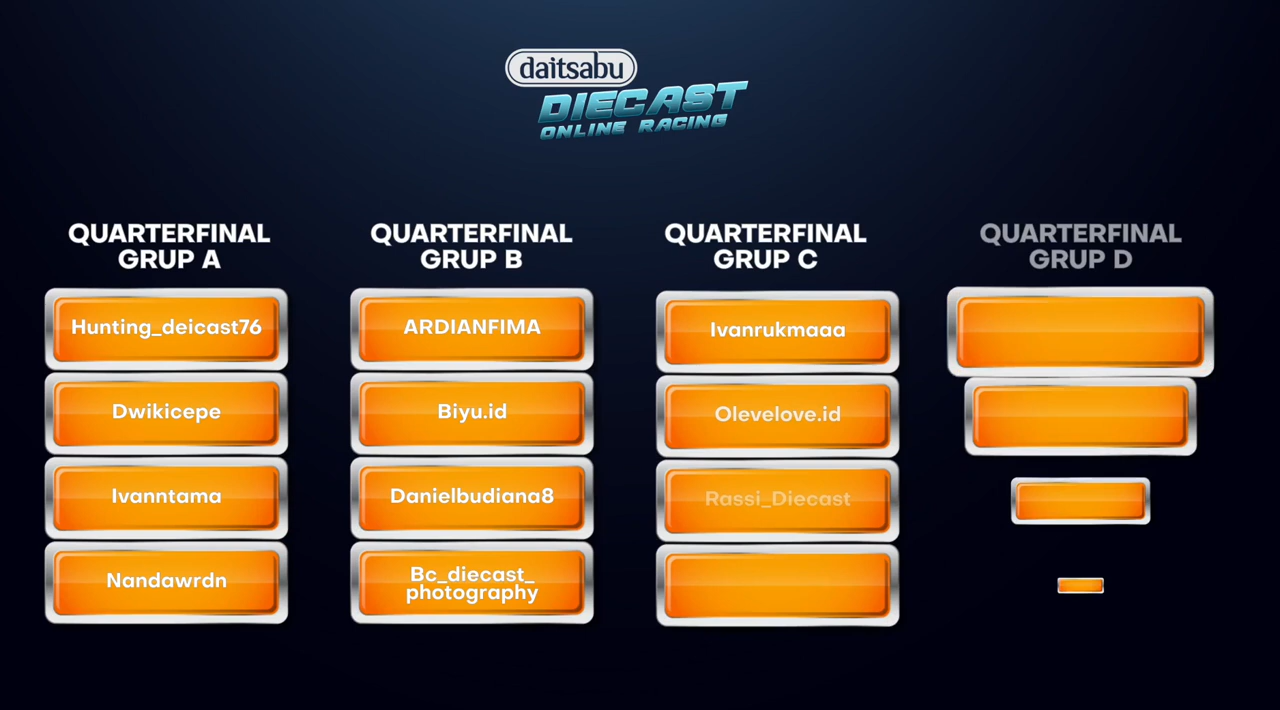 daitsabu
DIECAST
ONLINE RACING
QUARTERFINAL
GRUP A
Hunting_deicast76
Dwikicepe
Ivanntama
Nandawrdn
QUARTERFINAL
GRUP B
ARDIANFIMA
Biyu.id
Danielbudiana8
Bc_diecast_
photography
QUARTERFINAL
GRUP C
Ivanrukmaaa
Olevelove.id
Rassi_Diecast
QUARTERFINAL
GRUP D